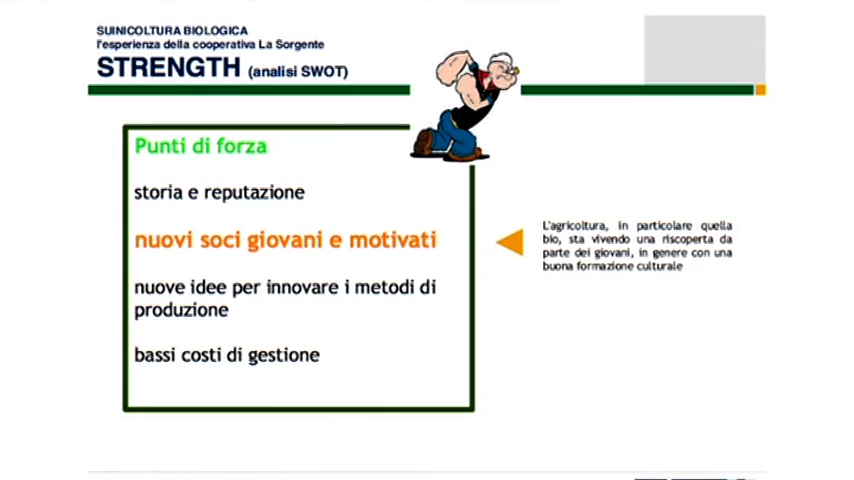 SUINICOLTURA BIOLOGICA
l'esperienza della cooperativa La Sorgente
STRENGTH (analisi SWOT)
Punti di forza
storia e reputazione
nuovi soci giovani e motivati
nuove idee per innovare i metodi di
produzione
bassi costi di gestione
L'agricoltura, in particolare quella
bio, sta vivendo una riscoperta da
parte dei giovani, in genere con una
buona formazione culturale